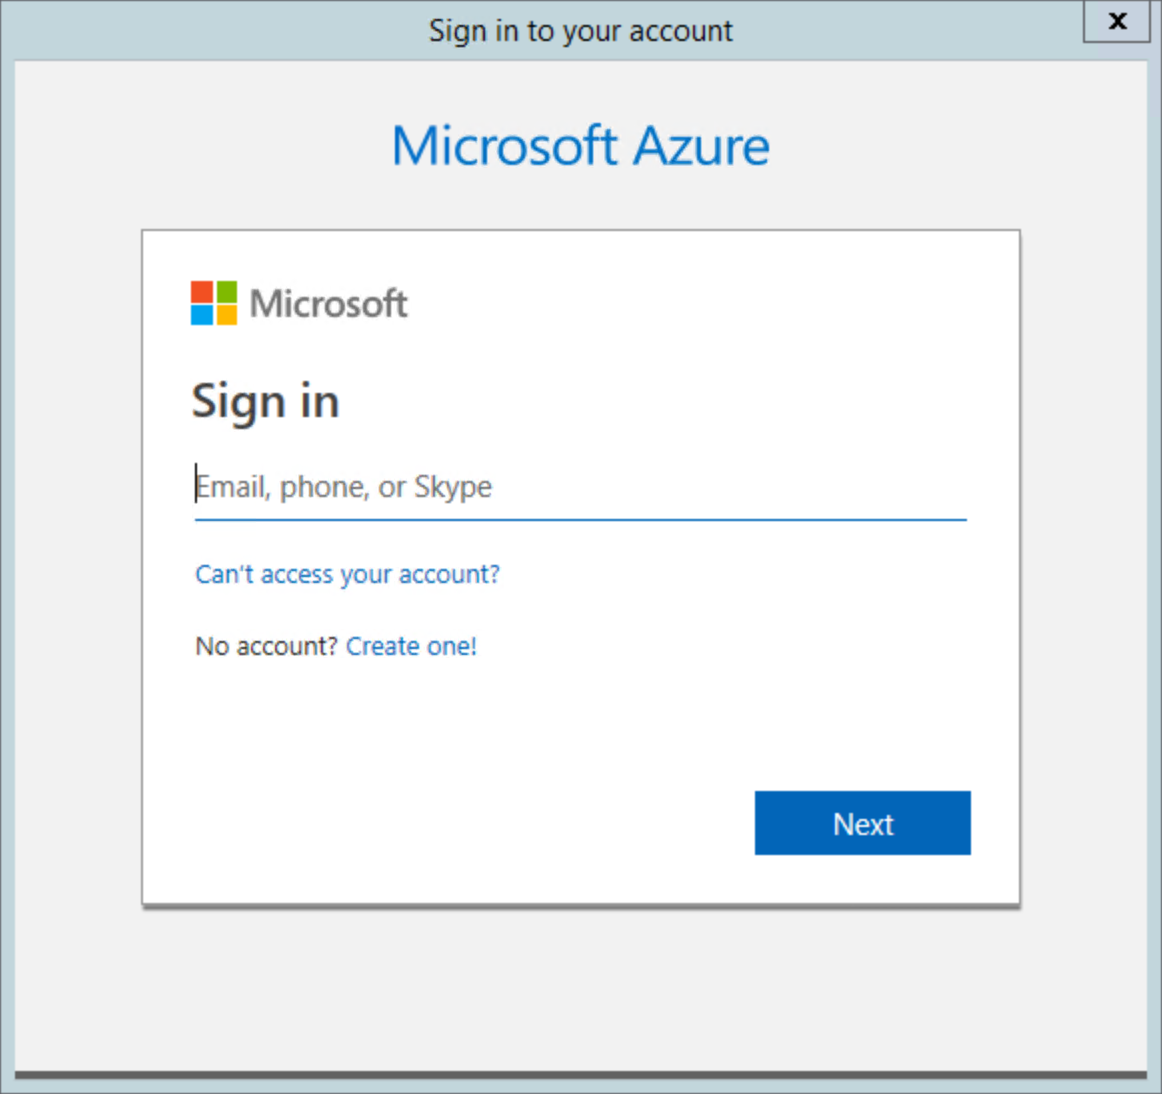 Sign in to your account
x
Microsoft Azure
Microsoft
Sign in
Email, phone, or Skype
Can't access your account?
No account? Create one!
Next